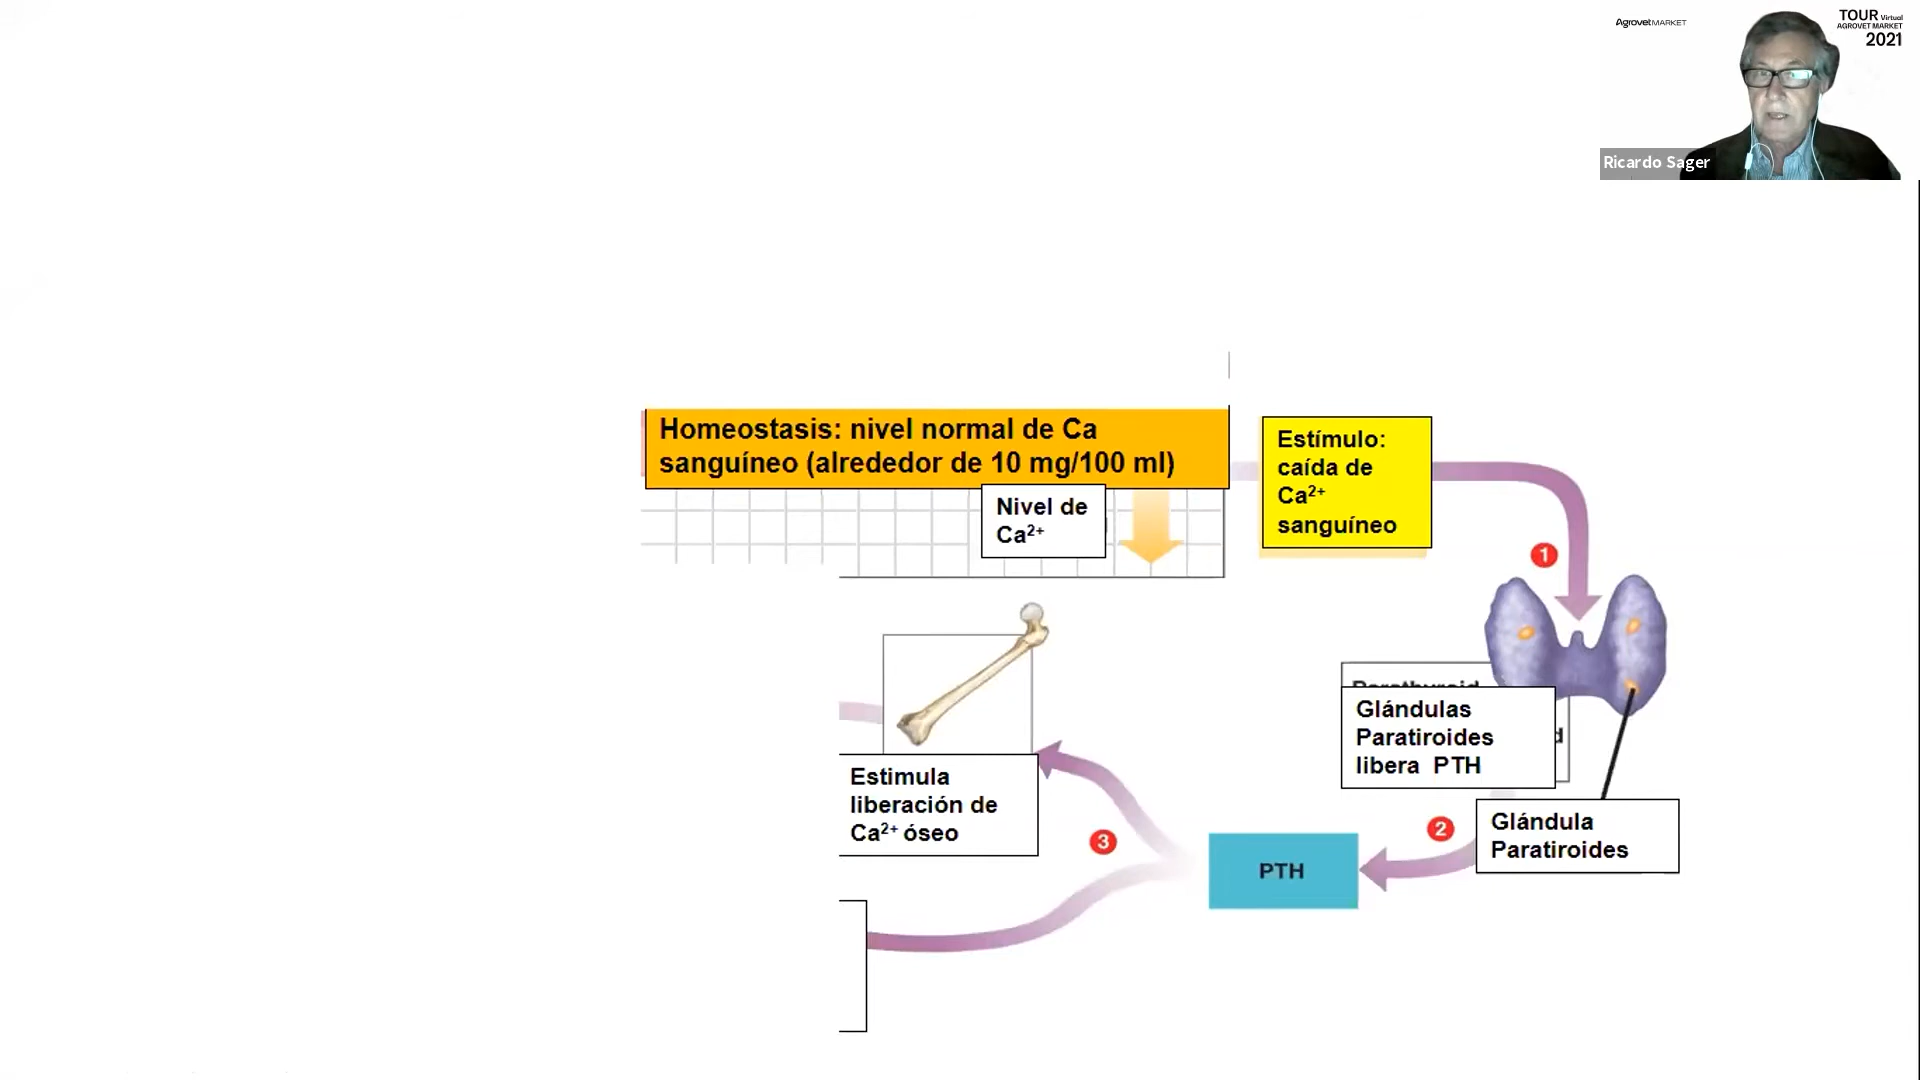 AgrovetMARKET
TOUR Virtual
AGROVET MARKET
2021
Ricardo Sager
Homeostasis: nivel normal de Ca
sanguíneo (alrededor de 10 mg/100 ml)
Nivel de
Ca2+
Estímulo:
caída de
Ca2+
sanguíneo
1
Parathyroid
Glándulas
Paratiroides
libera PTH
d
Glándula
Paratiroides
2
PTH
3
Estimula
liberación de
Ca2+ óseo